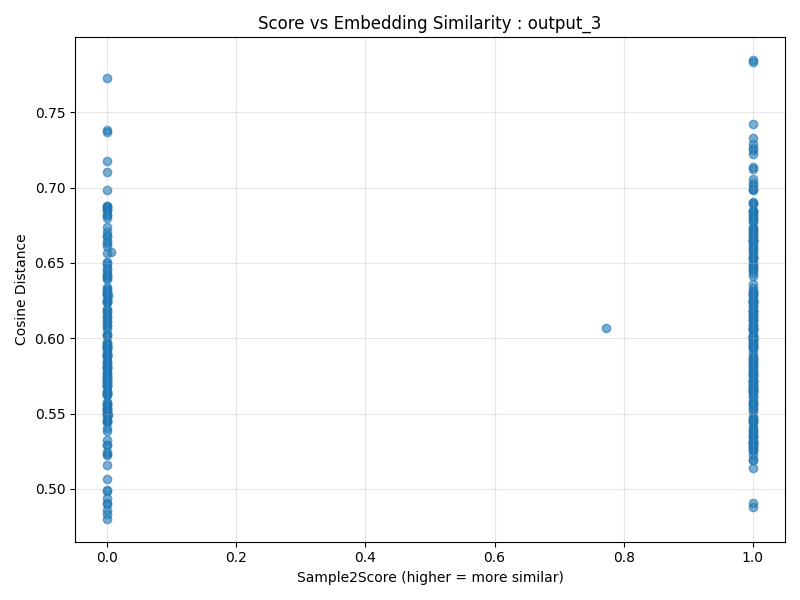 Score vs Embedding Similarity : output_3
0.75
0.70
0.65
0.60
0.55
0.50
Cosine Distance
0.0 0.2 0.4 0.6 0.8 1.0
Sample2Score (higher = more similar)